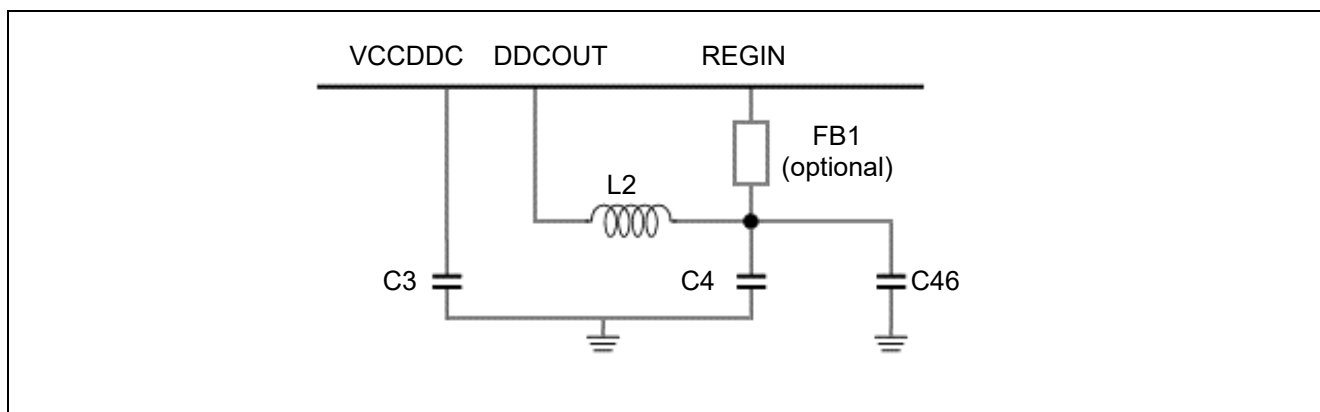 VCCDDC DDCOUT REGIN
FB1
(optional)
L2
C3 C4 C46